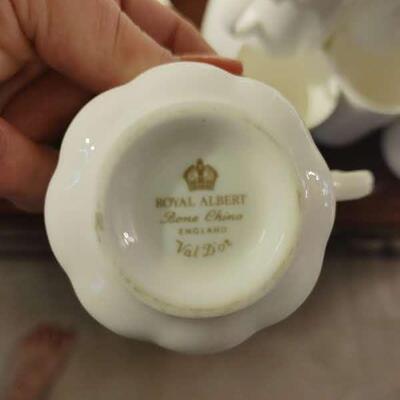 ROYAL ALBERT
Bone China
ENGLAND
Val D'or